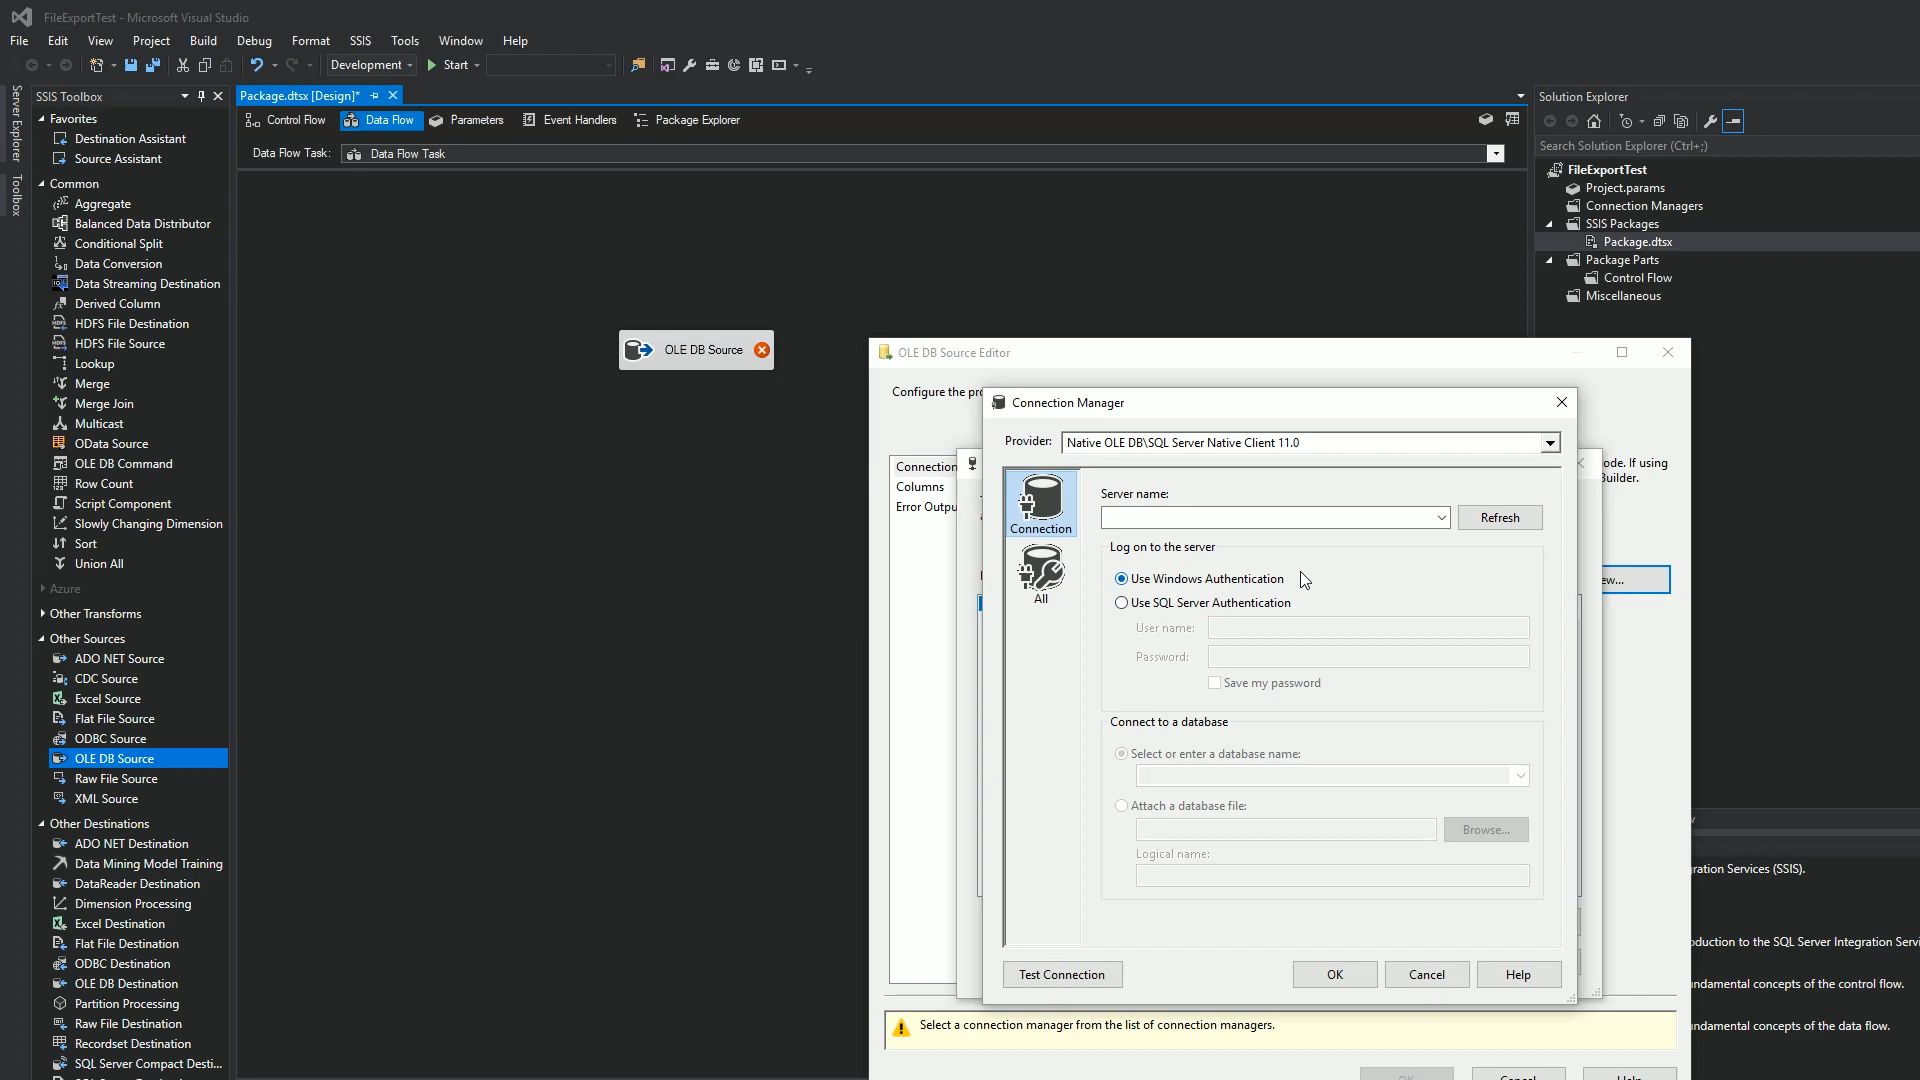 FileExportTest - Microsoft Visual Studio
File Edit View Project Build Debug Format SSIS Tools Window Help
Development Start
Server Explorer
Toolbox
SSIS Toolbox
Favorites
Destination Assistant
Source Assistant
Common
Aggregate
Balanced Data Distributor
Conditional Split
Data Conversion
Data Streaming Destination
Derived Column
HDFS File Destination
HDFS File Source
Lookup
Merge
Merge Join
Multicast
OData Source
OLE DB Command
Row Count
Script Component
Slowly Changing Dimension
Sort
Union All
Azure
Other Transforms
Other Sources
ADO NET Source
CDC Source
Excel Source
Flat File Source
ODBC Source
OLE DB Source
Raw File Source
XML Source
Other Destinations
ADO NET Destination
Data Mining Model Training
DataReader Destination
Dimension Processing
Excel Destination
Flat File Destination
ODBC Destination
OLE DB Destination
Partition Processing
Raw File Destination
Recordset Destination
SQL Server Compact Desti...
Package.dtsx [Design]*
Control Flow Data Flow Parameters Event Handlers Package Explorer
Data Flow Task: Data Flow Task
OLE DB Source
OLE DB Source Editor
Configure the pro
Connection
Columns
Error Outpu
ode. If using
Builder.
ew...
Connection Manager
Provider: Native OLE DB\SQL Server Native Client 11.0
Connection
All
Server name:
Refresh
Log on to the server
Use Windows Authentication
Use SQL Server Authentication
User name:
Password:
Save my password
Connect to a database
Select or enter a database name:
Attach a database file:
Browse...
Logical name:
Test Connection OK Cancel Help
Select a connection manager from the list of connection managers.
OK Cancel Help
Solution Explorer
Search Solution Explorer (Ctrl+;)
FileExportTest
Project.params
Connection Managers
SSIS Packages
Package.dtsx
Package Parts
Control Flow
Miscellaneous
ration Services (SSIS).
oduction to the SQL Server Integration Servi
undamental concepts of the control flow.
undamental concepts of the data flow.